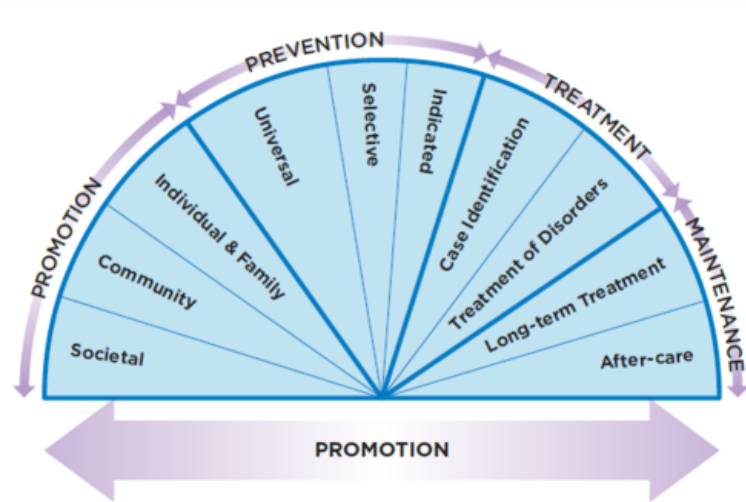 PROMOTION
PREVENTION
TREATMENT
MAINTENANCE
Societal
Community
Individual & Family
Universal
Selective
Indicated
Case Identification
Treatment of Disorders
Long-term Treatment
After-care
PROMOTION